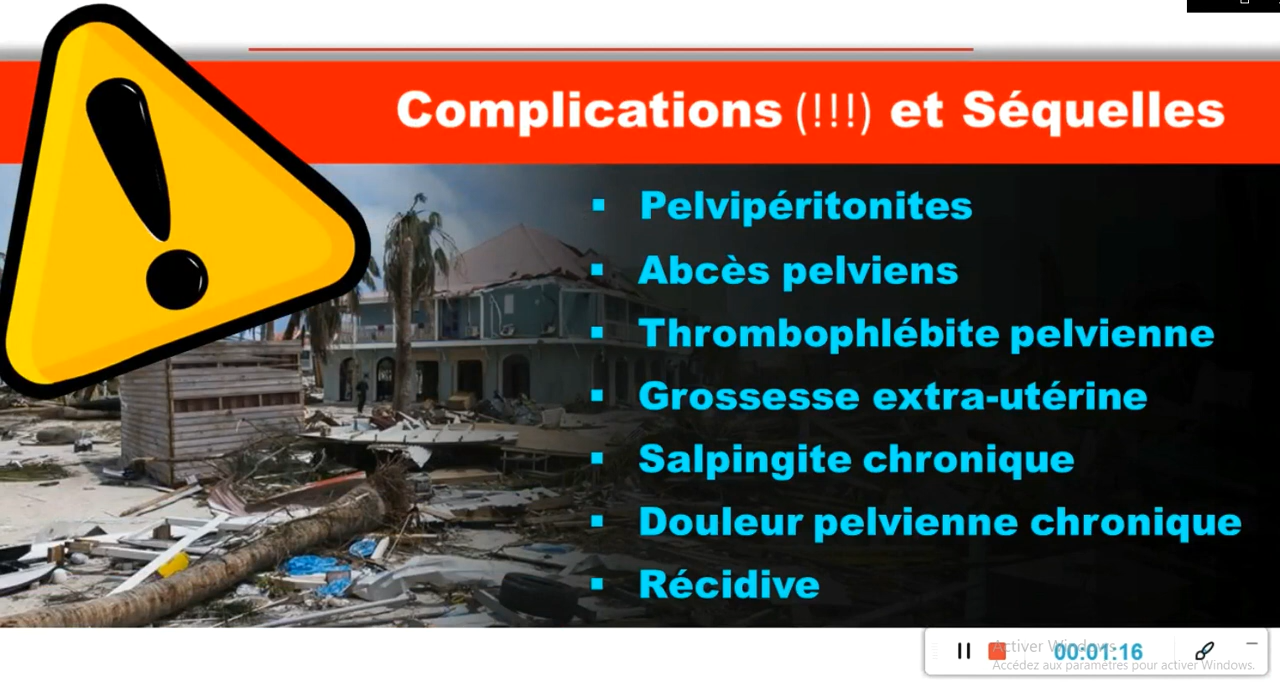 Complications (!!!) et Séquelles
▪ Pelvipéritonites
▪ Abcès pelviens
▪ Thrombophlébite pelvienne
▪ Grossesse extra-utérine
▪ Salpingite chronique
▪ Douleur pelvienne chronique
▪ Récidive
Activer Windows
00:01:16
Accédez aux paramètres pour activer Windows.